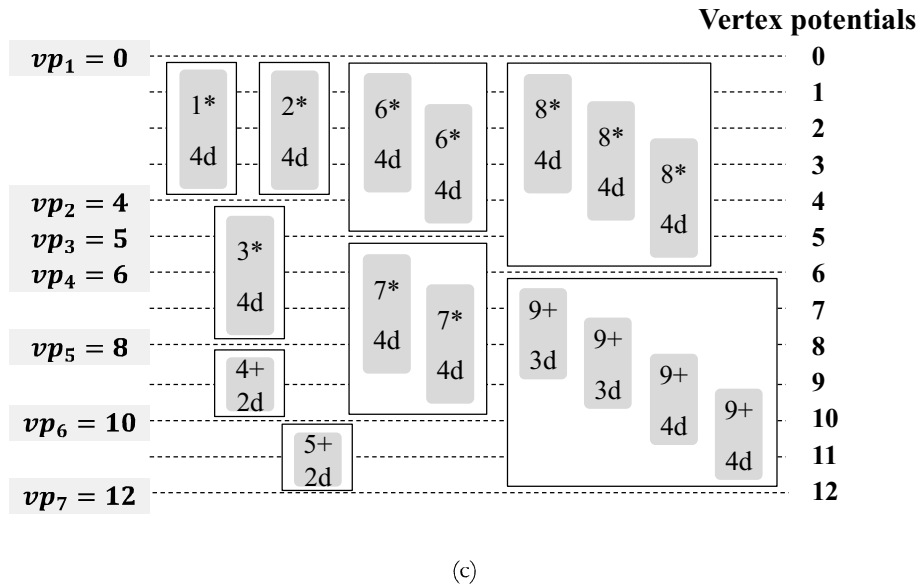 Vertex potentials
vp₁ = 0
0
1
1*
2*
6*
8*
6*
8*
2
4d
4d
4d
4d
4d
4d
8*
3
vp₂ = 4
4
4d
vp₃ = 5
3*
5
vp₄ = 6
6
4d
7*
4d
7*
4d
9+
3d
9+
3d
9+
4d
9+
4d
7
vp₅ = 8
8
4+
2d
9
vp₆ = 10
10
5+
2d
11
vp₇ = 12
12
(c)